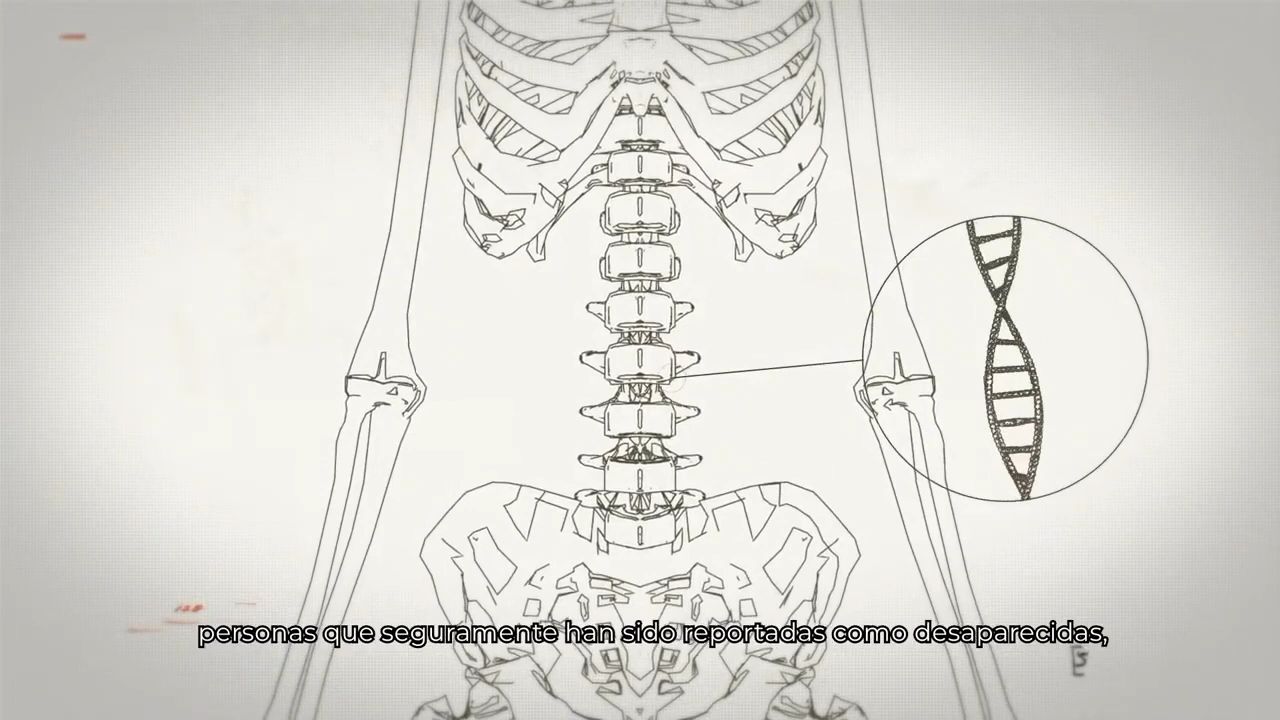 personas que seguramente han sido reportadas como desaparecidas,